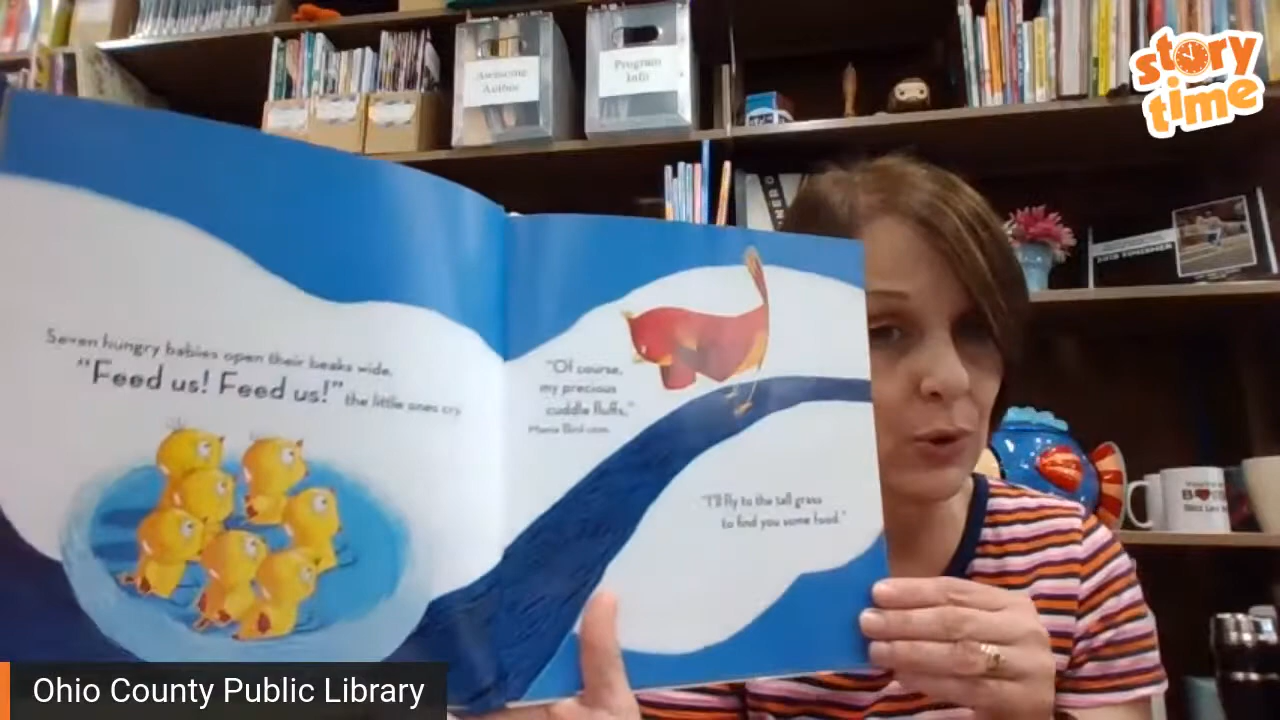 story
time
Awesome
Author
Program
Info
Seven hungry babies open their beaks wide.
"Feed us! Feed us!" the little ones cry.
"Of course,
my precious
cuddle fluffs,"
Mama Bird coos.
"I'll fly to the tall grass
to find you some food."
Ohio County Public Library